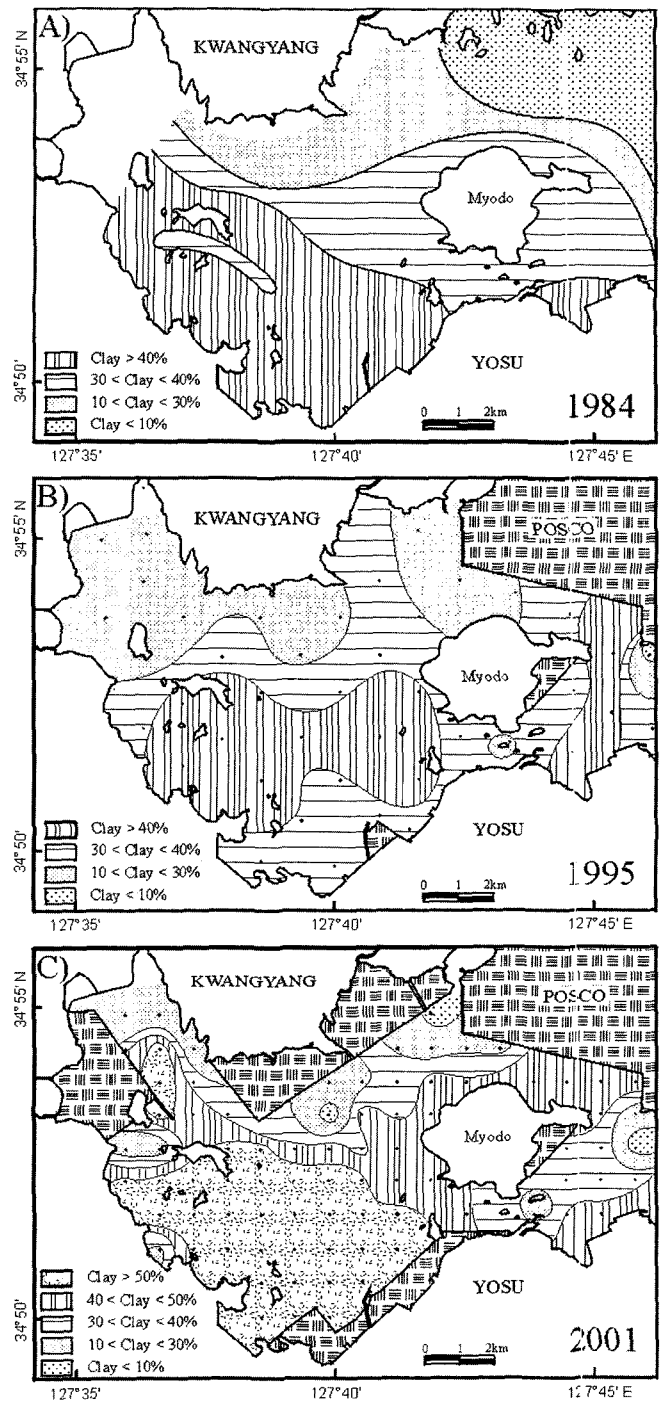 A)
KWANGYANG
34°55' N
Myodo
Clay > 40%
30 < Clay < 40%
10 < Clay < 30%
Clay < 10%
34°50'
YOSU
0 1 2km
1984
127°35' 127°40' 127°45' E
B)
KWANGYANG
POSCO
34°55' N
Myodo
Clay > 40%
30 < Clay < 40%
10 < Clay < 30%
Clay < 10%
34°50'
YOSU
0 1 2km
1995
127°35' 127°40' 127°45' E
C)
KWANGYANG
POSCO
34°55' N
Myodo
Clay > 50%
40 < Clay < 50%
30 < Clay < 40%
10 < Clay < 30%
Clay < 10%
34°50'
YOSU
0 1 2km
2001
127°35' 127°40' 127°45' E